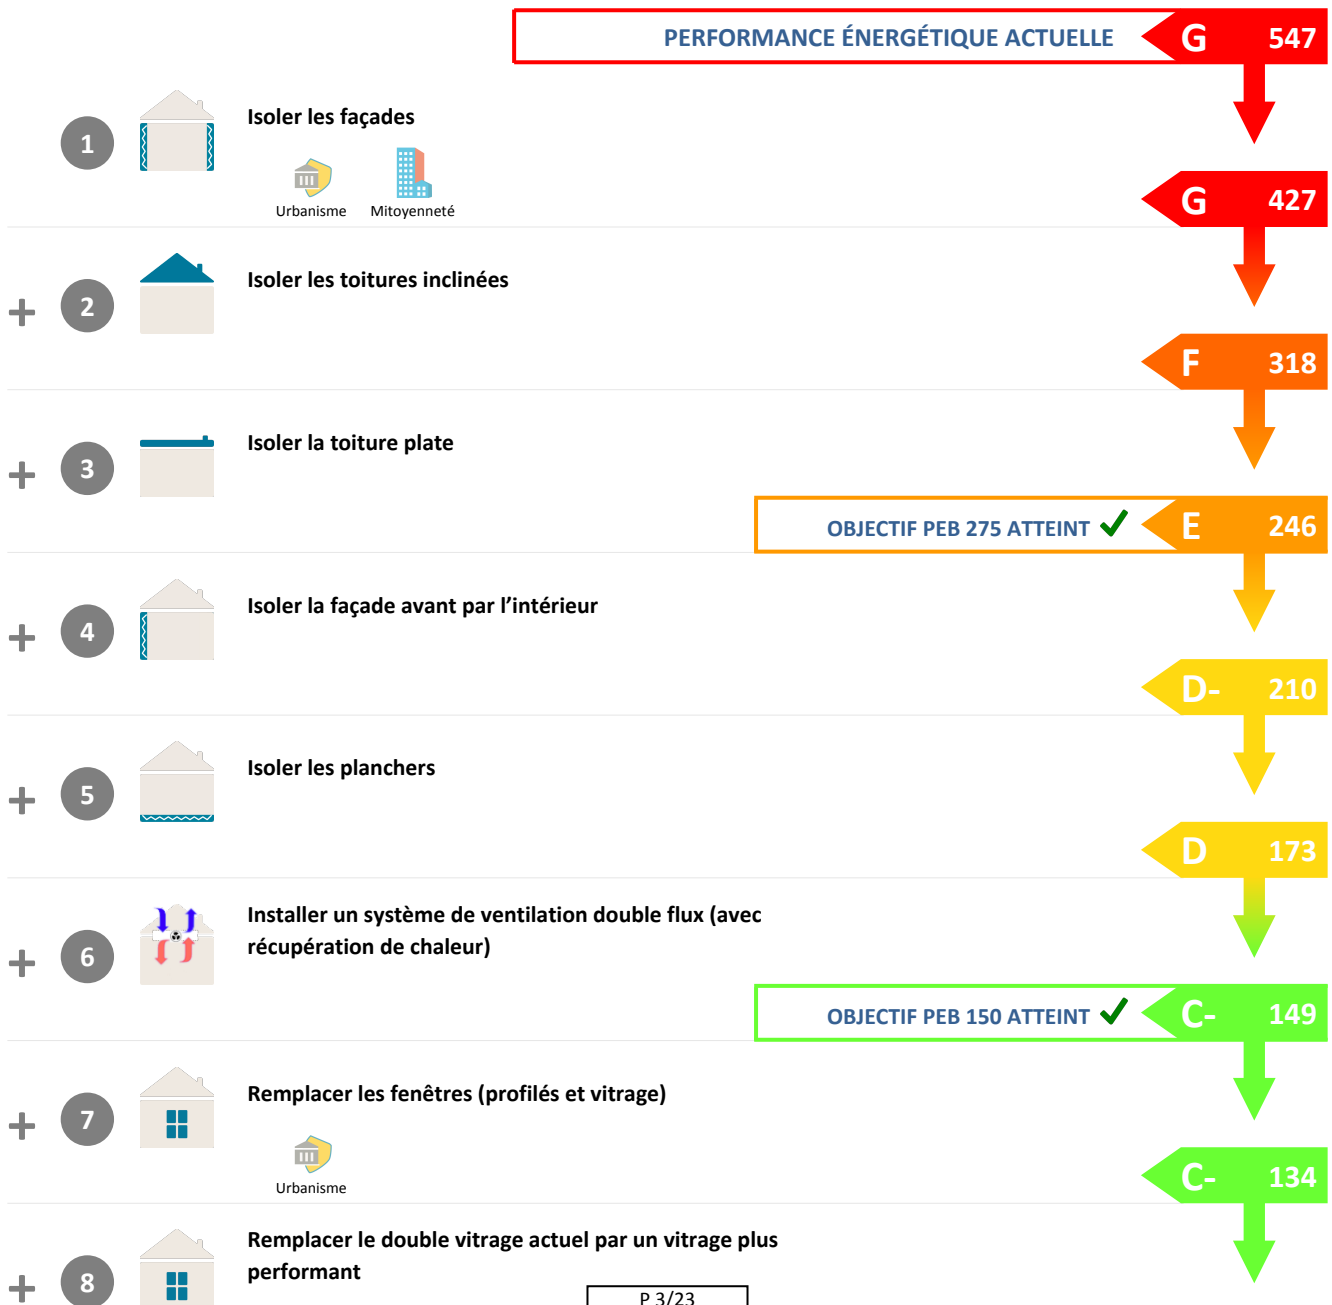 PERFORMANCE ÉNERGÉTIQUE ACTUELLE G 547
1 Isoler les façades
Urbanisme Mitoyenneté
G 427
+ 2 Isoler les toitures inclinées
F 318
+ 3 Isoler la toiture plate
OBJECTIF PEB 275 ATTEINT ✓ E 246
+ 4 Isoler la façade avant par l’intérieur
D- 210
+ 5 Isoler les planchers
D 173
+ 6 Installer un système de ventilation double flux (avec
récupération de chaleur)
OBJECTIF PEB 150 ATTEINT ✓ C- 149
+ 7 Remplacer les fenêtres (profilés et vitrage)
Urbanisme
C- 134
+ 8 Remplacer le double vitrage actuel par un vitrage plus
performant
P 3/23